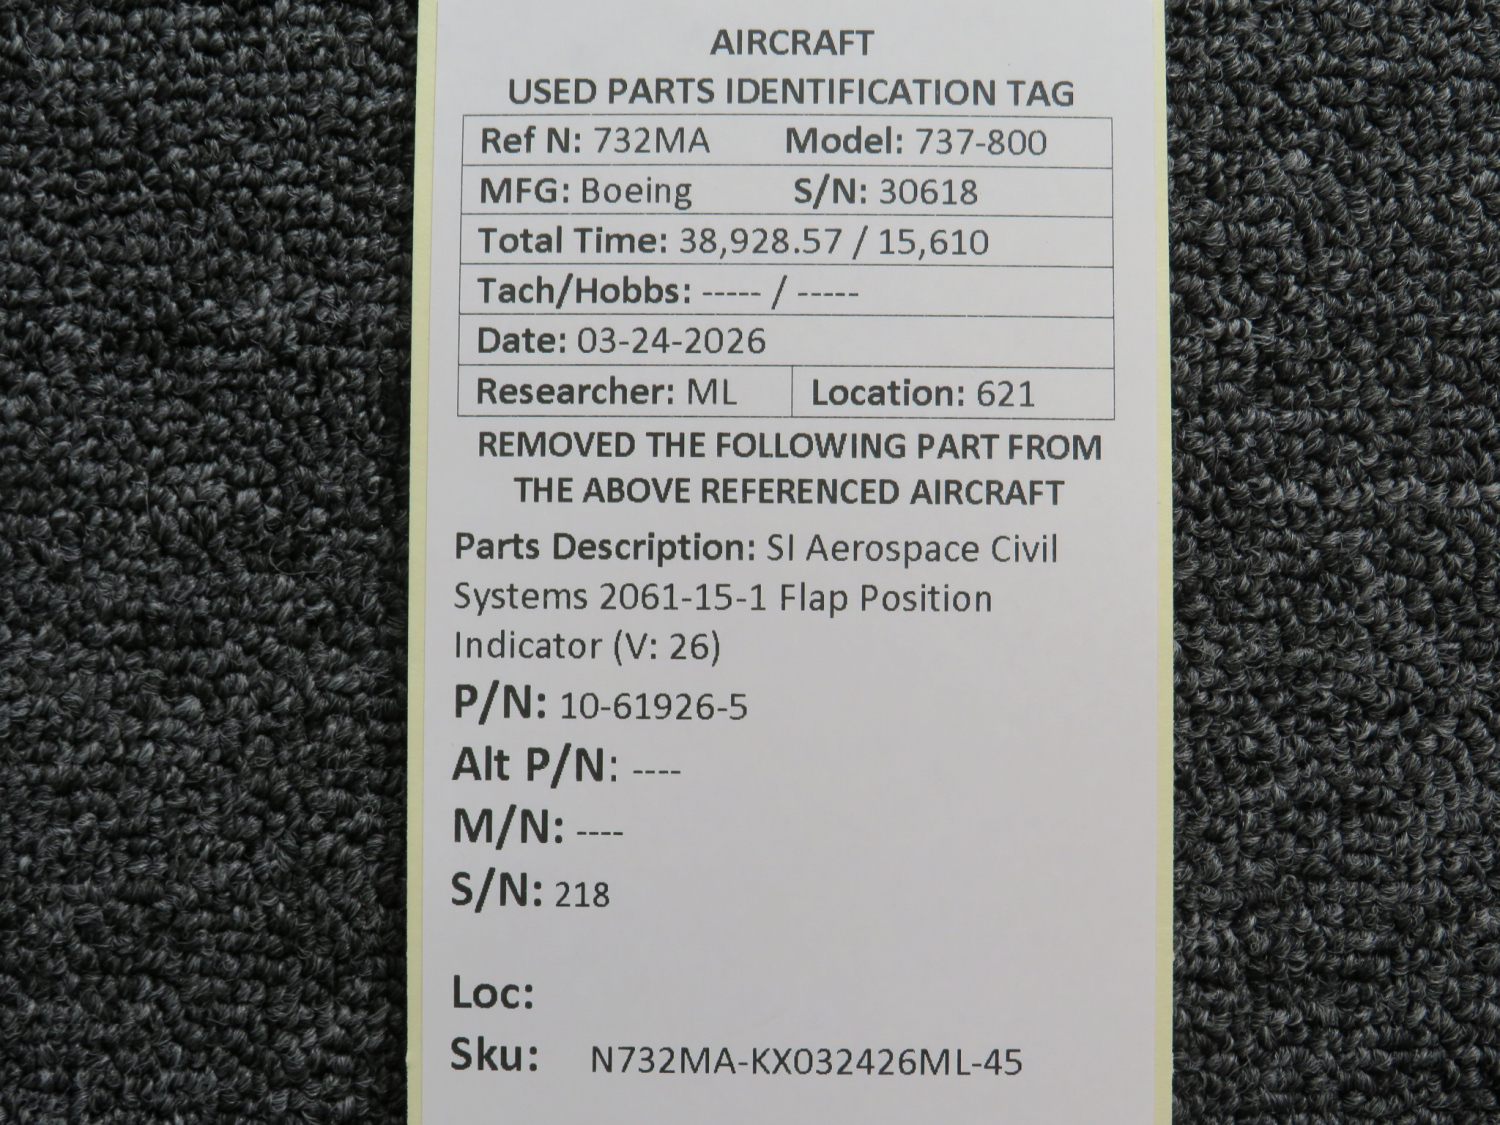 AIRCRAFT
USED PARTS IDENTIFICATION TAG
Ref N: 732MA Model: 737-800
MFG: Boeing S/N: 30618
Total Time: 38,928.57 / 15,610
Tach/Hobbs: ----- / -----
Date: 03-24-2026
Researcher: ML Location: 621
REMOVED THE FOLLOWING PART FROM
THE ABOVE REFERENCED AIRCRAFT
Parts Description: SI Aerospace Civil
Systems 2061-15-1 Flap Position
Indicator (V: 26)
P/N: 10-61926-5
Alt P/N: ----
M/N: ----
S/N: 218
Loc:
Sku: N732MA-KX032426ML-45